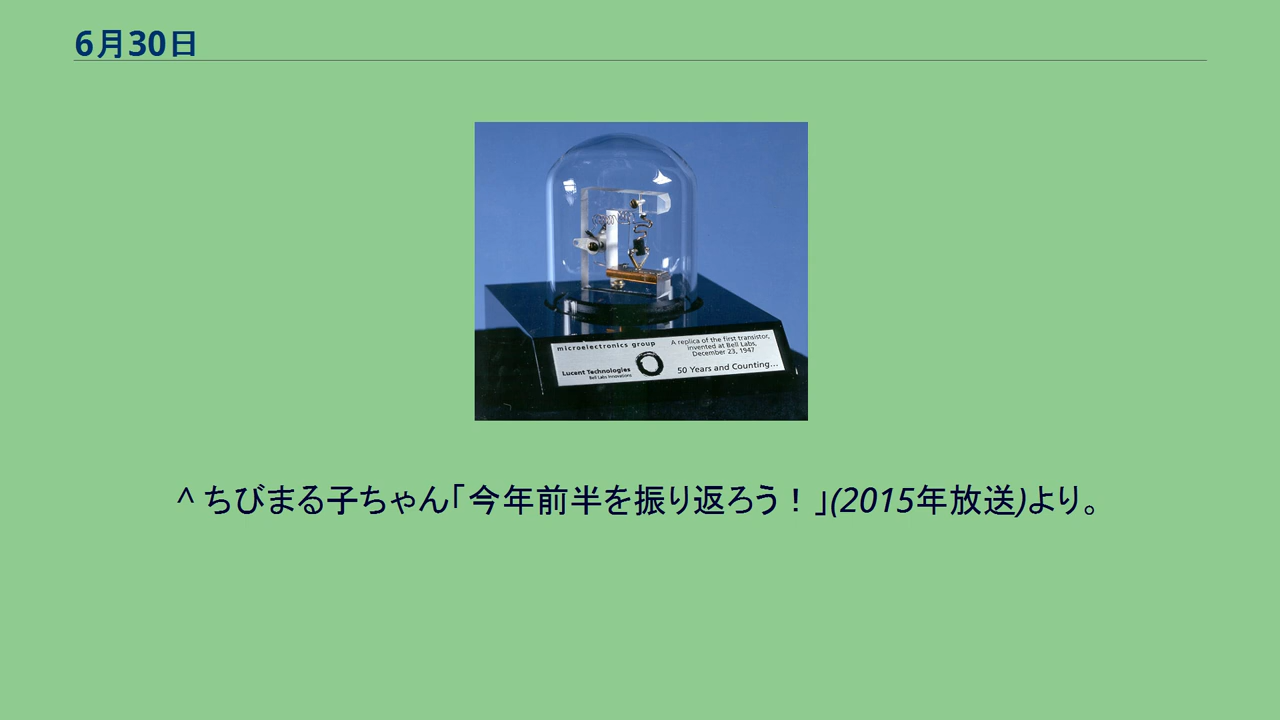 6月30日
microelectronics group
Lucent Technologies
Bell Labs Innovations
A replica of the first transistor,
invented at Bell Labs,
December 23, 1947
50 Years and Counting...
^ ちびまる子ちゃん「今年前半を振り返ろう！」(2015年放送)より。